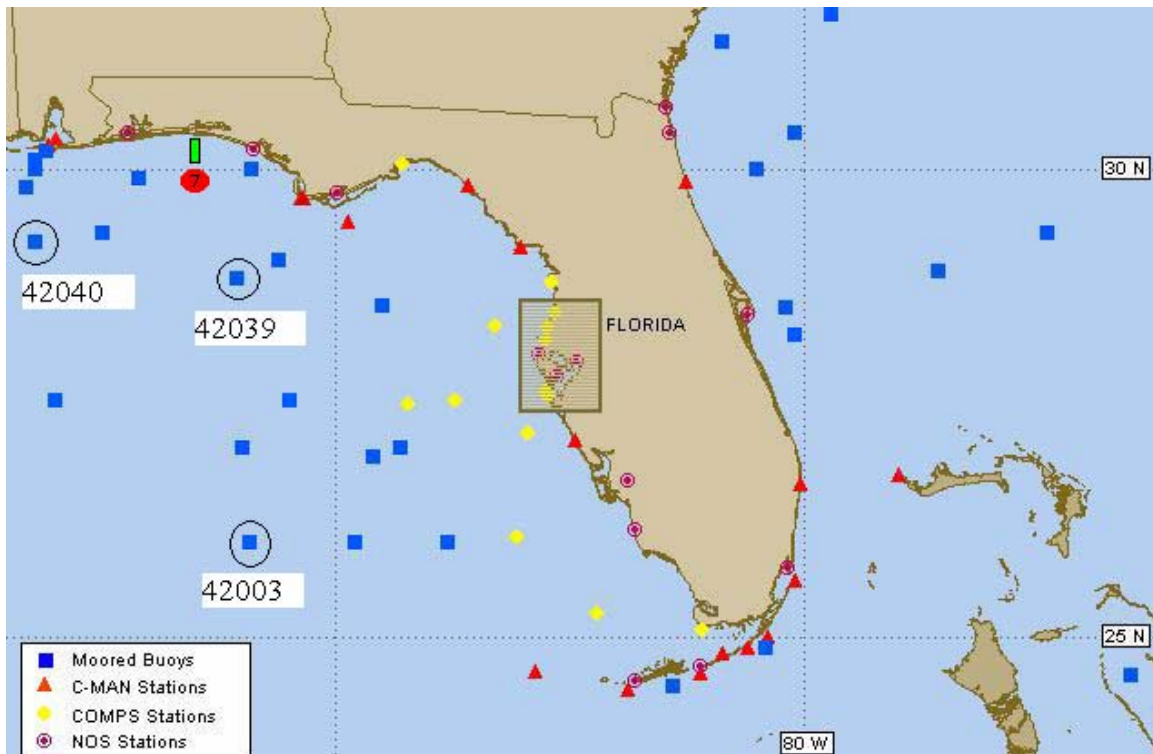 30 N
7
42040
42039
FLORIDA
42003
25 N
Moored Buoys
C-MAN Stations
COMPS Stations
NOS Stations
80 W